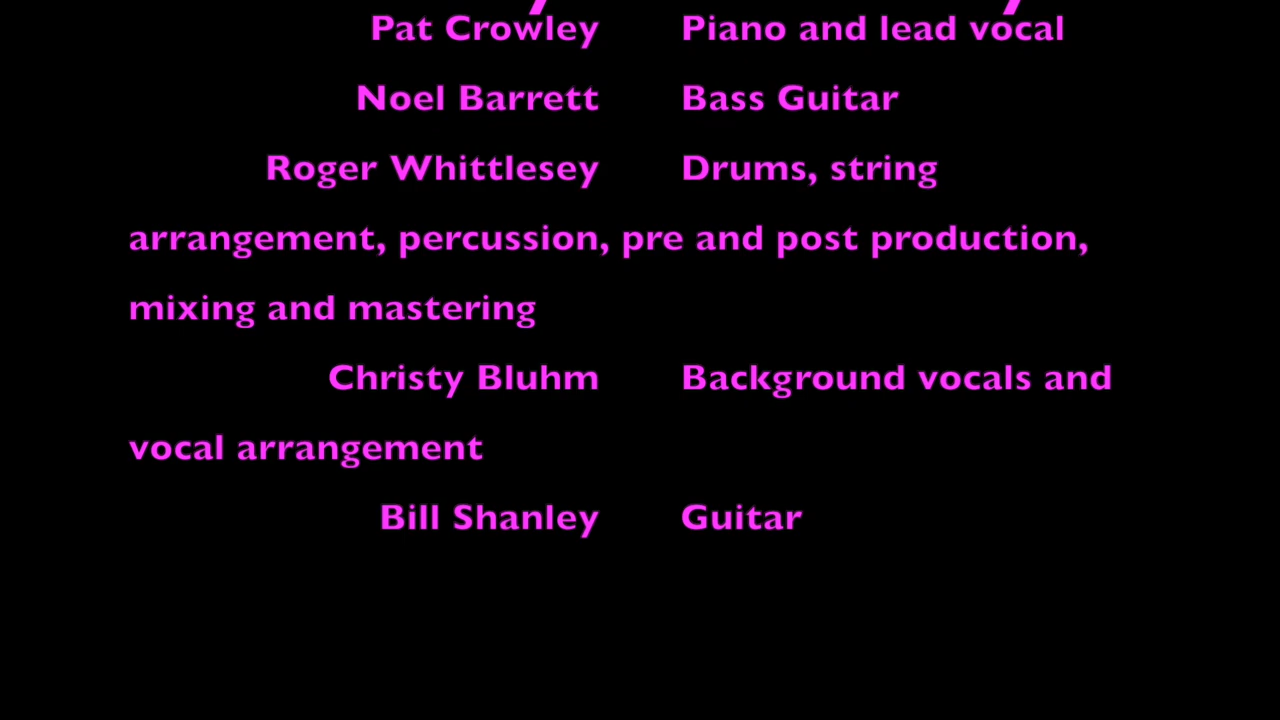 Pat Crowley Piano and lead vocal
Noel Barrett Bass Guitar
Roger Whittlesey Drums, string
arrangement, percussion, pre and post production,
mixing and mastering
Christy Bluhm Background vocals and
vocal arrangement
Bill Shanley Guitar